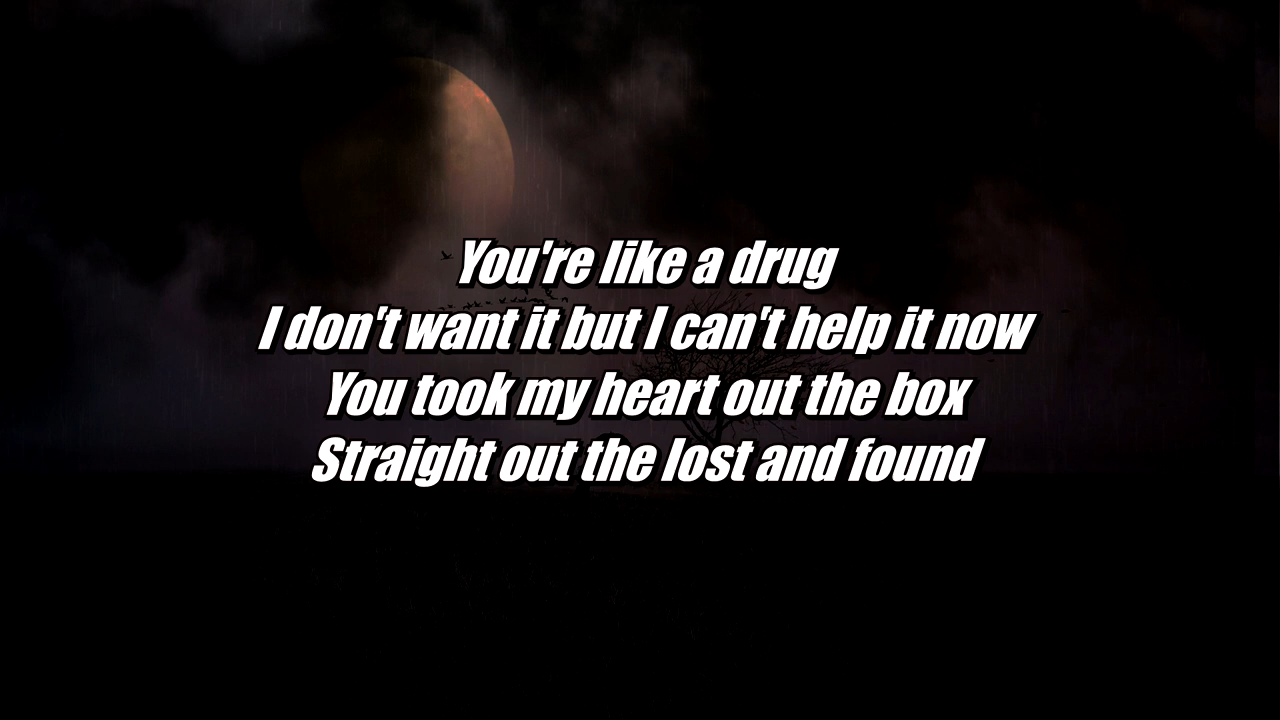 You're like a drug
I don't want it but I can't help it now
You took my heart out the box
Straight out the lost and found